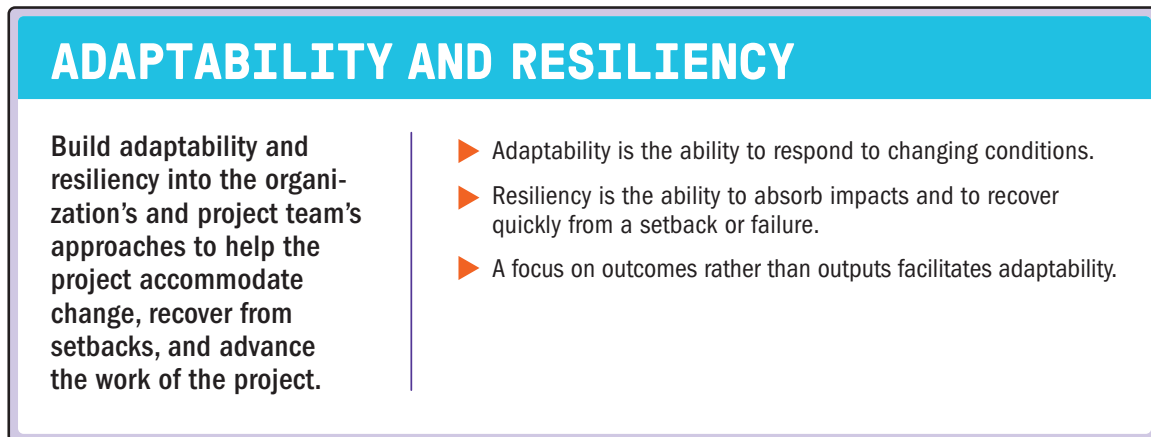 ADAPTABILITY AND RESILIENCY
Build adaptability and
resiliency into the organi-
zation's and project team's
approaches to help the
project accommodate
change, recover from
setbacks, and advance
the work of the project.
Adaptability is the ability to respond to changing conditions.
Resiliency is the ability to absorb impacts and to recover
quickly from a setback or failure.
A focus on outcomes rather than outputs facilitates adaptability.